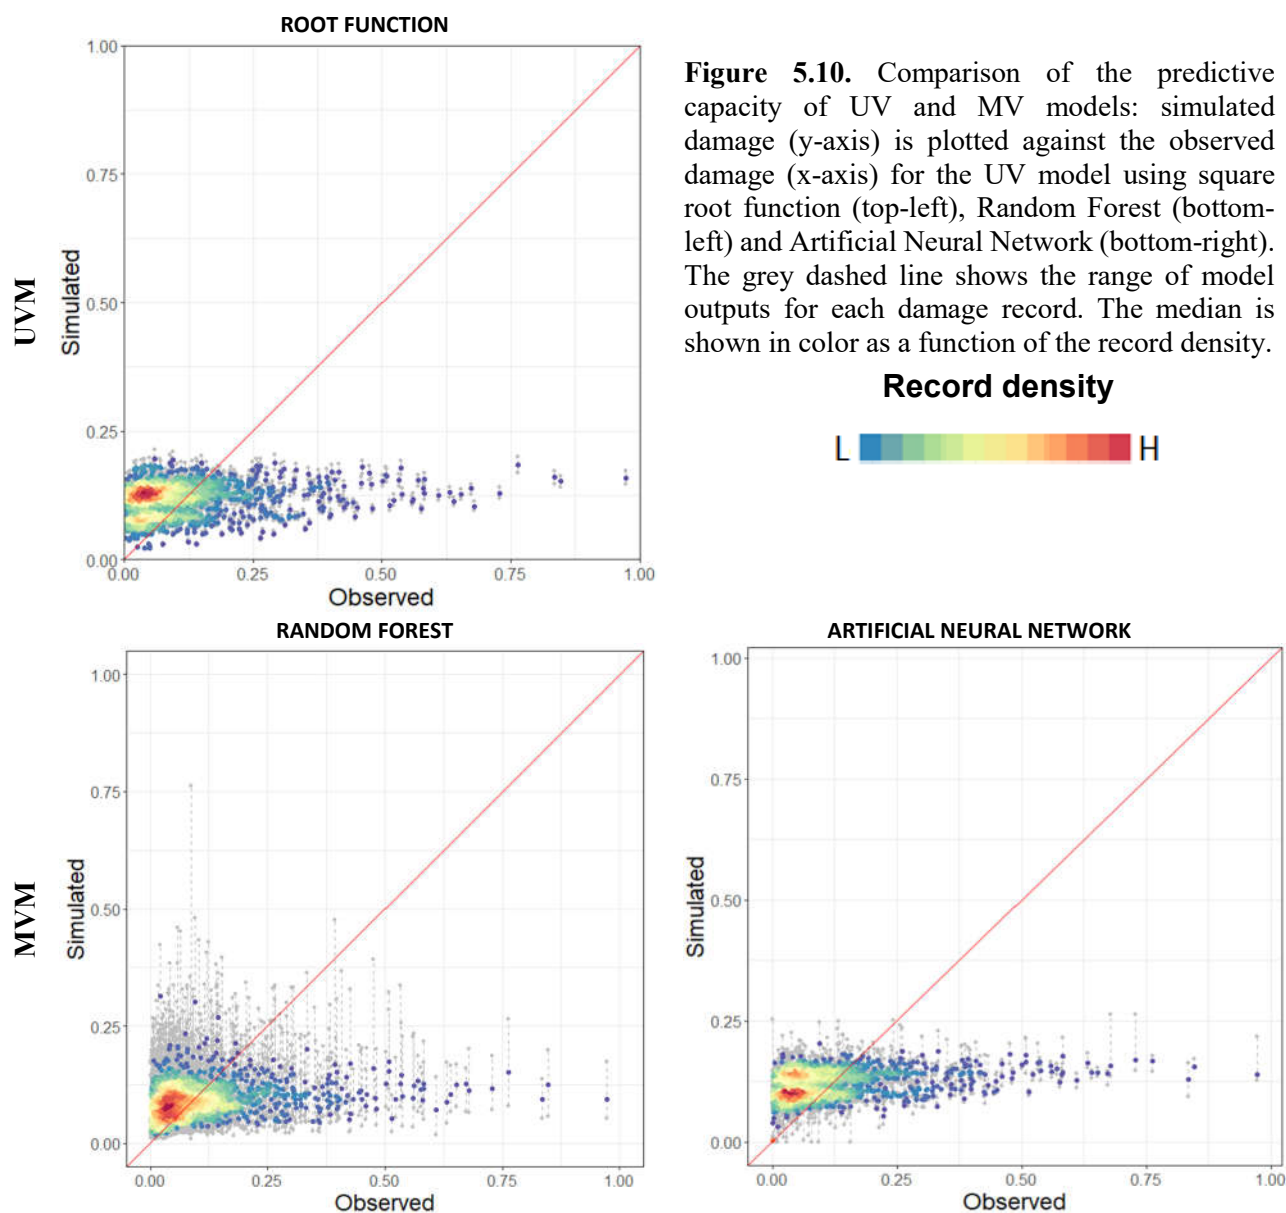 ROOT FUNCTION
1.00
0.75
0.50
0.25
0.00
0.00 0.25 0.50 0.75 1.00
Simulated
Observed
UVM
Figure 5.10. Comparison of the predictive
capacity of UV and MV models: simulated
damage (y-axis) is plotted against the observed
damage (x-axis) for the UV model using square
root function (top-left), Random Forest (bottom-
left) and Artificial Neural Network (bottom-right).
The grey dashed line shows the range of model
outputs for each damage record. The median is
shown in color as a function of the record density.
Record density
L H
RANDOM FOREST
1.00
0.75
0.50
0.25
0.00
0.00 0.25 0.50 0.75 1.00
Simulated
Observed
MVM
ARTIFICIAL NEURAL NETWORK
1.00
0.75
0.50
0.25
0.00
0.00 0.25 0.50 0.75 1.00
Simulated
Observed